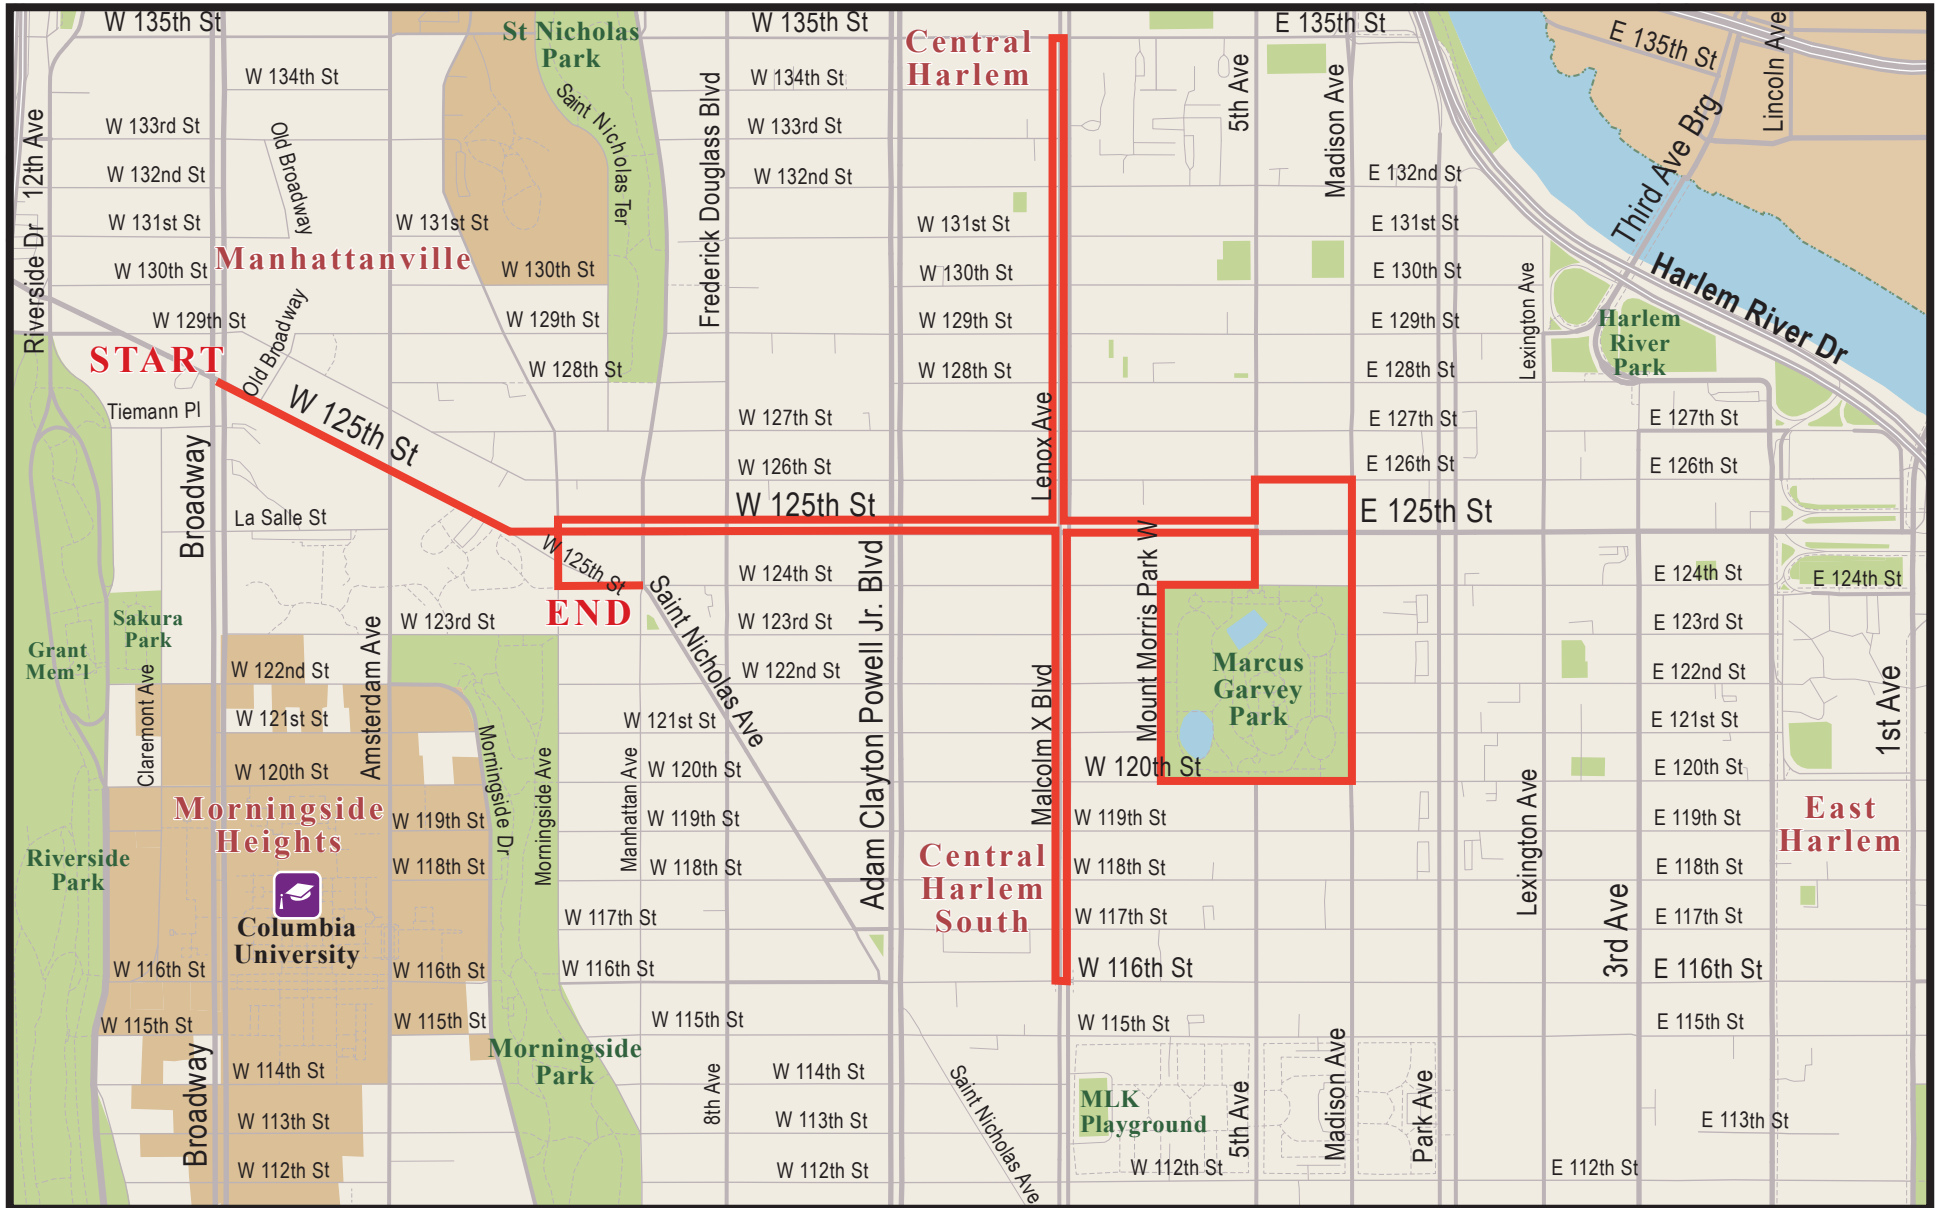 W 135th St
St Nicholas
Park
W 135th St
Central
Harlem
E 135th St
E 135th St
Lincoln Ave
W 134th St
W 134th St
Saint Nicholas Ter
Frederick Douglass Blvd
5th Ave
Madison Ave
Third Ave Brg
12th Ave
W 133rd St
Old Broadway
W 133rd St
W 132nd St
W 132nd St
E 132nd St
W 131st St
W 131st St
W 131st St
E 131st St
Riverside Dr
W 130th St
Manhattanville
W 130th St
W 130th St
E 130th St
Harlem River Dr
Lexington Ave
W 129th St
Old Broadway
W 129th St
W 129th St
E 129th St
Harlem
River
Park
START
W 128th St
W 128th St
E 128th St
Tiemann Pl
W 125th St
W 127th St
Lenox Ave
E 127th St
E 127th St
Broadway
W 126th St
E 126th St
E 126th St
La Salle St
W 125th St
E 125th St
W 125th St
Mount Morris Park W
W 124th St
E 124th St
E 124th St
Sakura
Park
END
Saint Nicholas Ave
Adam Clayton Powell Jr. Blvd
Grant
Mem'l
Amsterdam Ave
W 123rd St
W 123rd St
E 123rd St
Claremont Ave
W 122nd St
W 122nd St
Malcolm X Blvd
Marcus
Garvey
Park
E 122nd St
1st Ave
W 121st St
Morningside Dr
Morningside Ave
W 121st St
E 121st St
W 120th St
Manhattan Ave
W 120th St
W 120th St
E 120th St
Lexington Ave
Morningside
Heights
W 119th St
W 119th St
W 119th St
E 119th St
East
Harlem
Riverside
Park
W 118th St
W 118th St
Central
Harlem
South
W 118th St
E 118th St
Columbia
University
W 117th St
W 117th St
3rd Ave
E 117th St
W 116th St
W 116th St
W 116th St
W 116th St
E 116th St
W 115th St
W 115th St
W 115th St
W 115th St
E 115th St
Broadway
W 114th St
Morningside
Park
8th Ave
W 114th St
Saint Nicholas Ave
MLK
Playground
5th Ave
Madison Ave
Park Ave
W 113th St
W 113th St
E 113th St
W 112th St
W 112th St
W 112th St
E 112th St